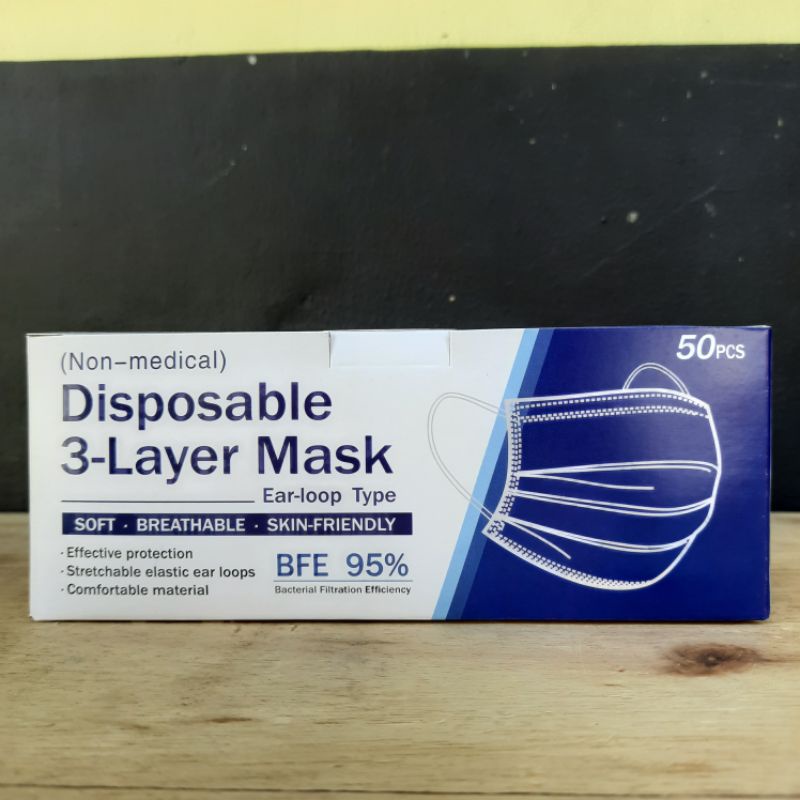 (Non-medical)
Disposable
3-Layer Mask
Ear-loop Type
SOFT · BREATHABLE · SKIN-FRIENDLY
· Effective protection
· Stretchable elastic ear loops
· Comfortable material
BFE 95%
Bacterial Filtration Efficiency
50PCS